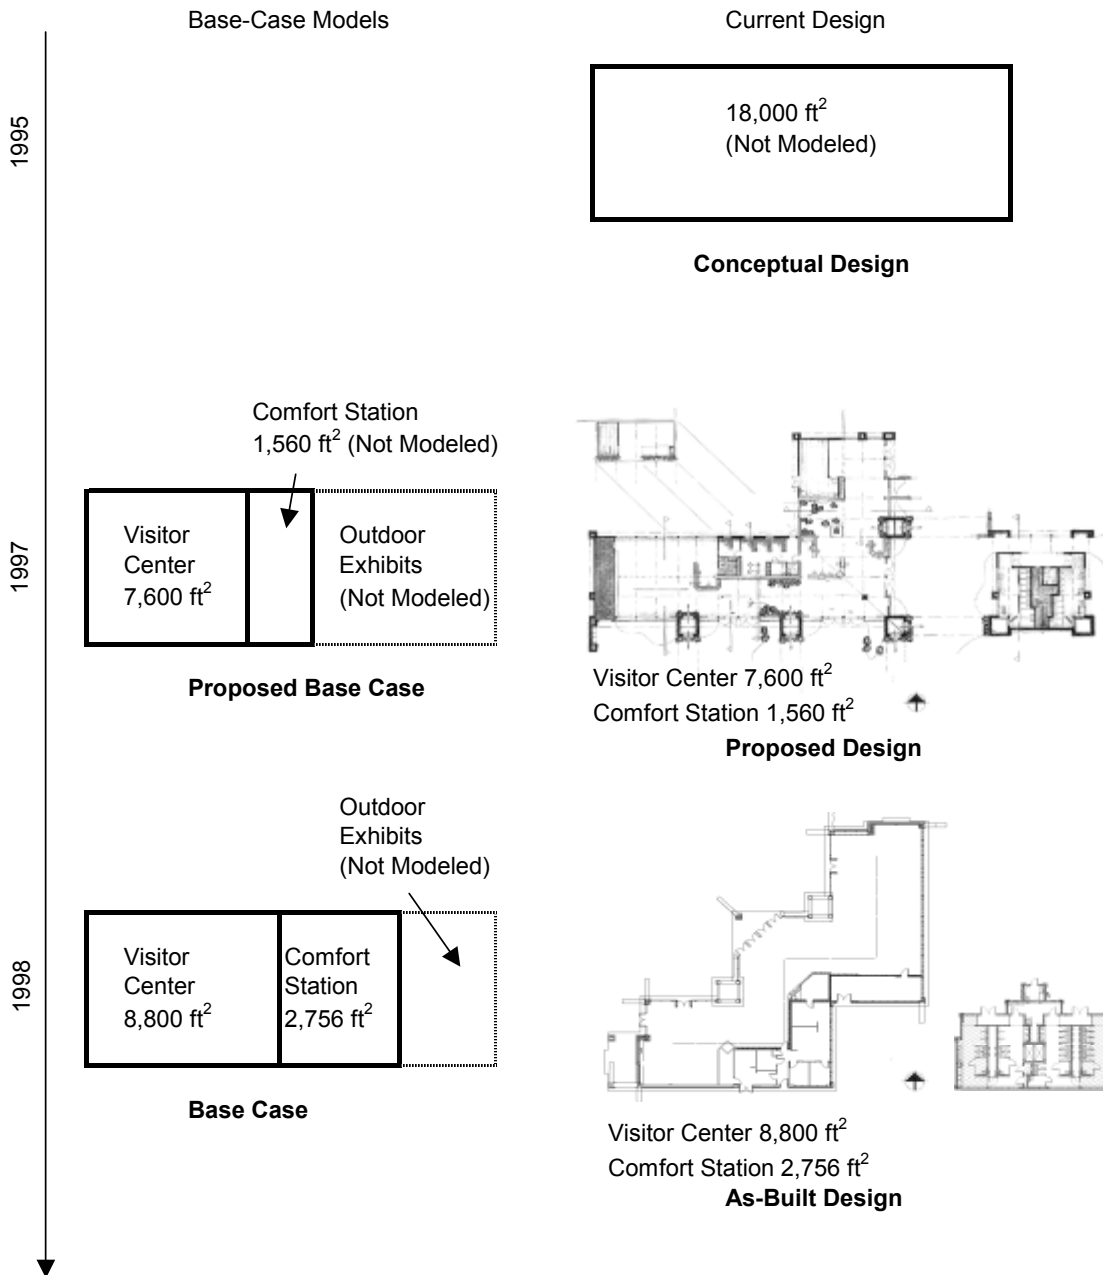 Base-Case Models
Current Design
1995
18,000 ft²
(Not Modeled)
Conceptual Design
1997
Comfort Station
1,560 ft² (Not Modeled)
Visitor
Center
7,600 ft²
Outdoor
Exhibits
(Not Modeled)
Proposed Base Case
Visitor Center 7,600 ft²
Comfort Station 1,560 ft²
Proposed Design
1998
Outdoor
Exhibits
(Not Modeled)
Visitor
Center
8,800 ft²
Comfort
Station
2,756 ft²
Base Case
Visitor Center 8,800 ft²
Comfort Station 2,756 ft²
As-Built Design